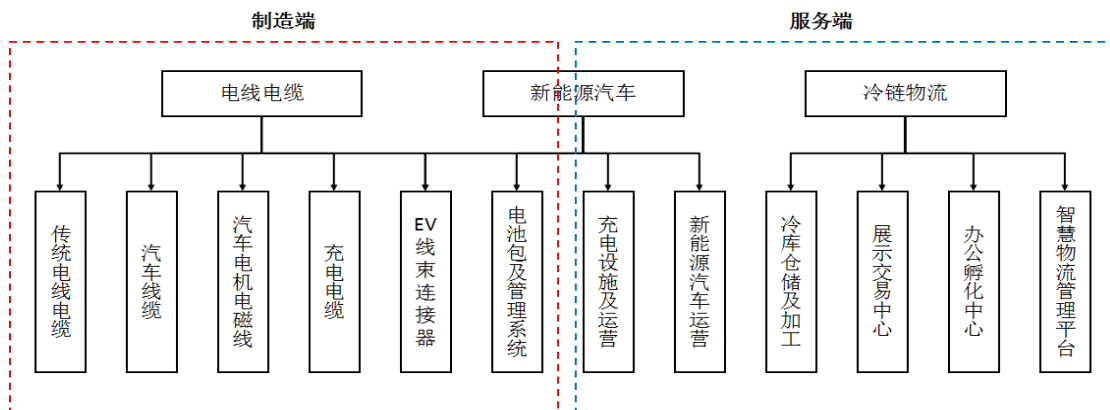 制造端
服务端
电线电缆
新能源汽车
冷链物流
传统电线电缆
汽车线缆
汽车电机电磁线
充电电缆
EV线束连接器
电池包及管理系统
充电设施及运营
新能源汽车运营
冷库仓储及加工
展示交易中心
办公孵化中心
智慧物流管理平台